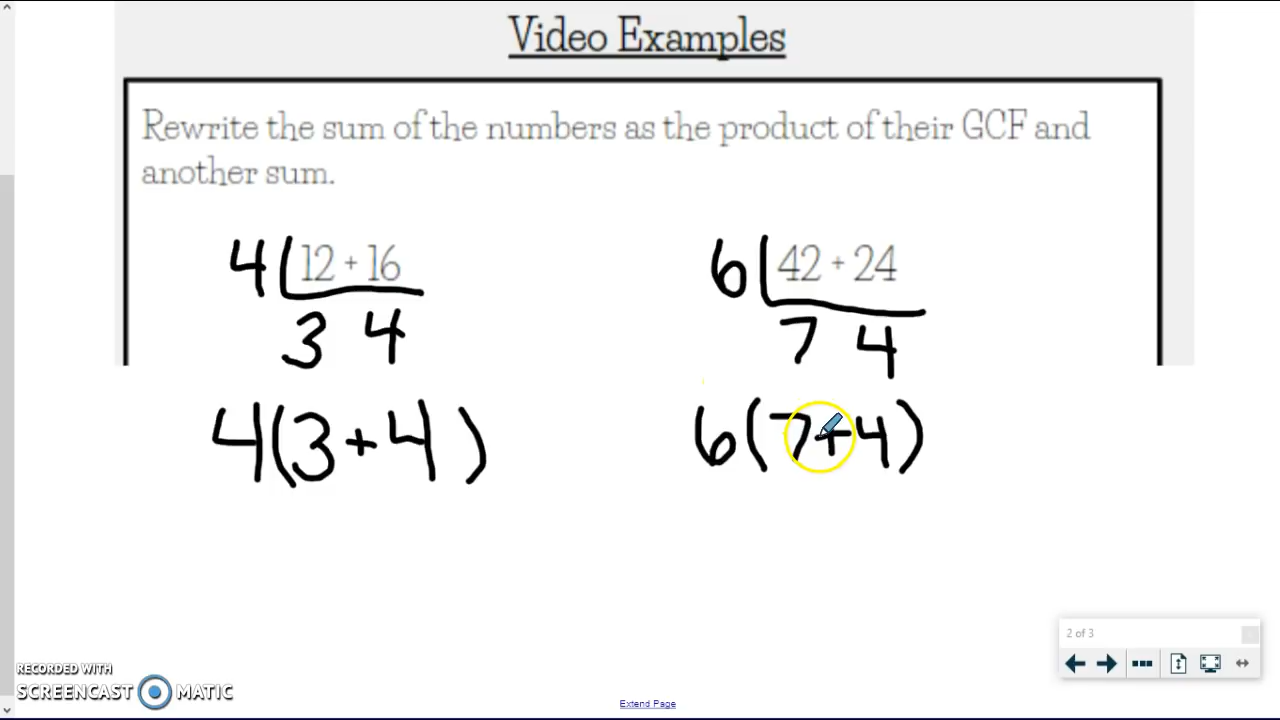 Video Examples
Rewrite the sum of the numbers as the product of their GCF and
another sum.
4 12 + 16
3 4
4(3+4)
6 42 + 24
7 4
6(7+4)
2 of 3
RECORDED WITH
SCREENCAST MATIC
Extend Page